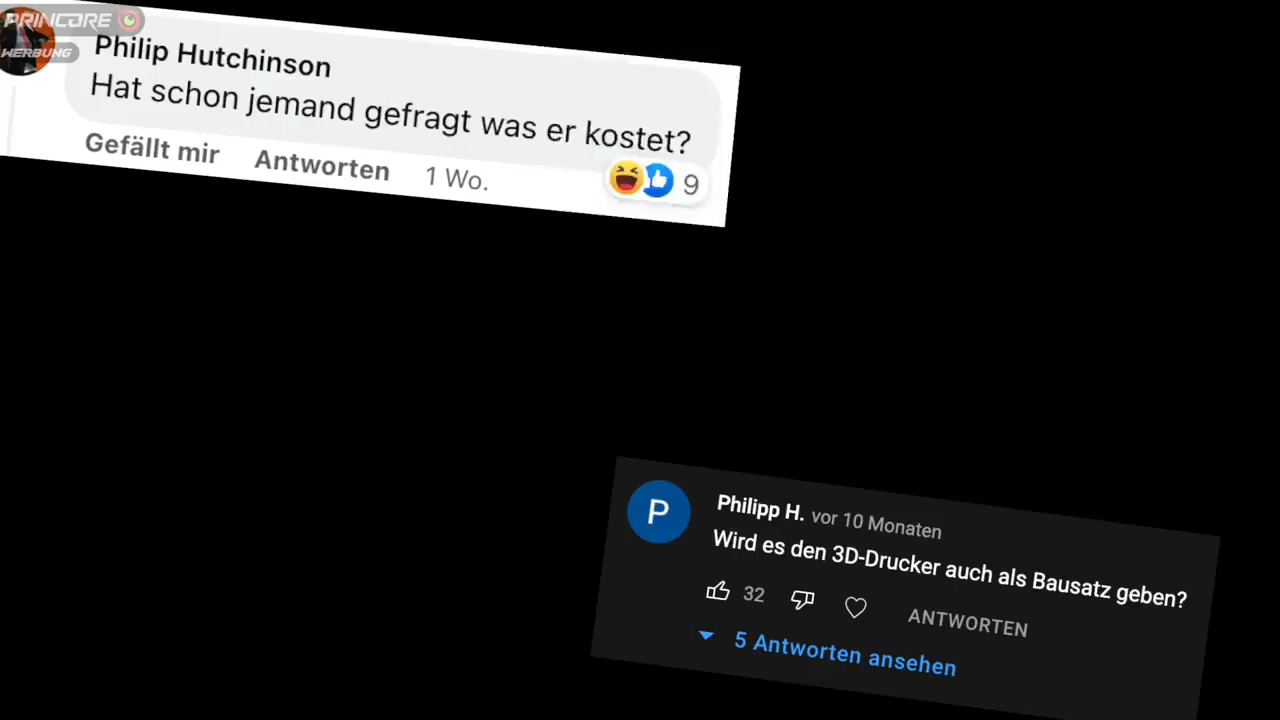 PRINCORE
WERBUNG
Philip Hutchinson
Hat schon jemand gefragt was er kostet?
Gefällt mir Antworten 1 Wo. 9
P
Philipp H. vor 10 Monaten
Wird es den 3D-Drucker auch als Bausatz geben?
32 ANTWORTEN
5 Antworten ansehen